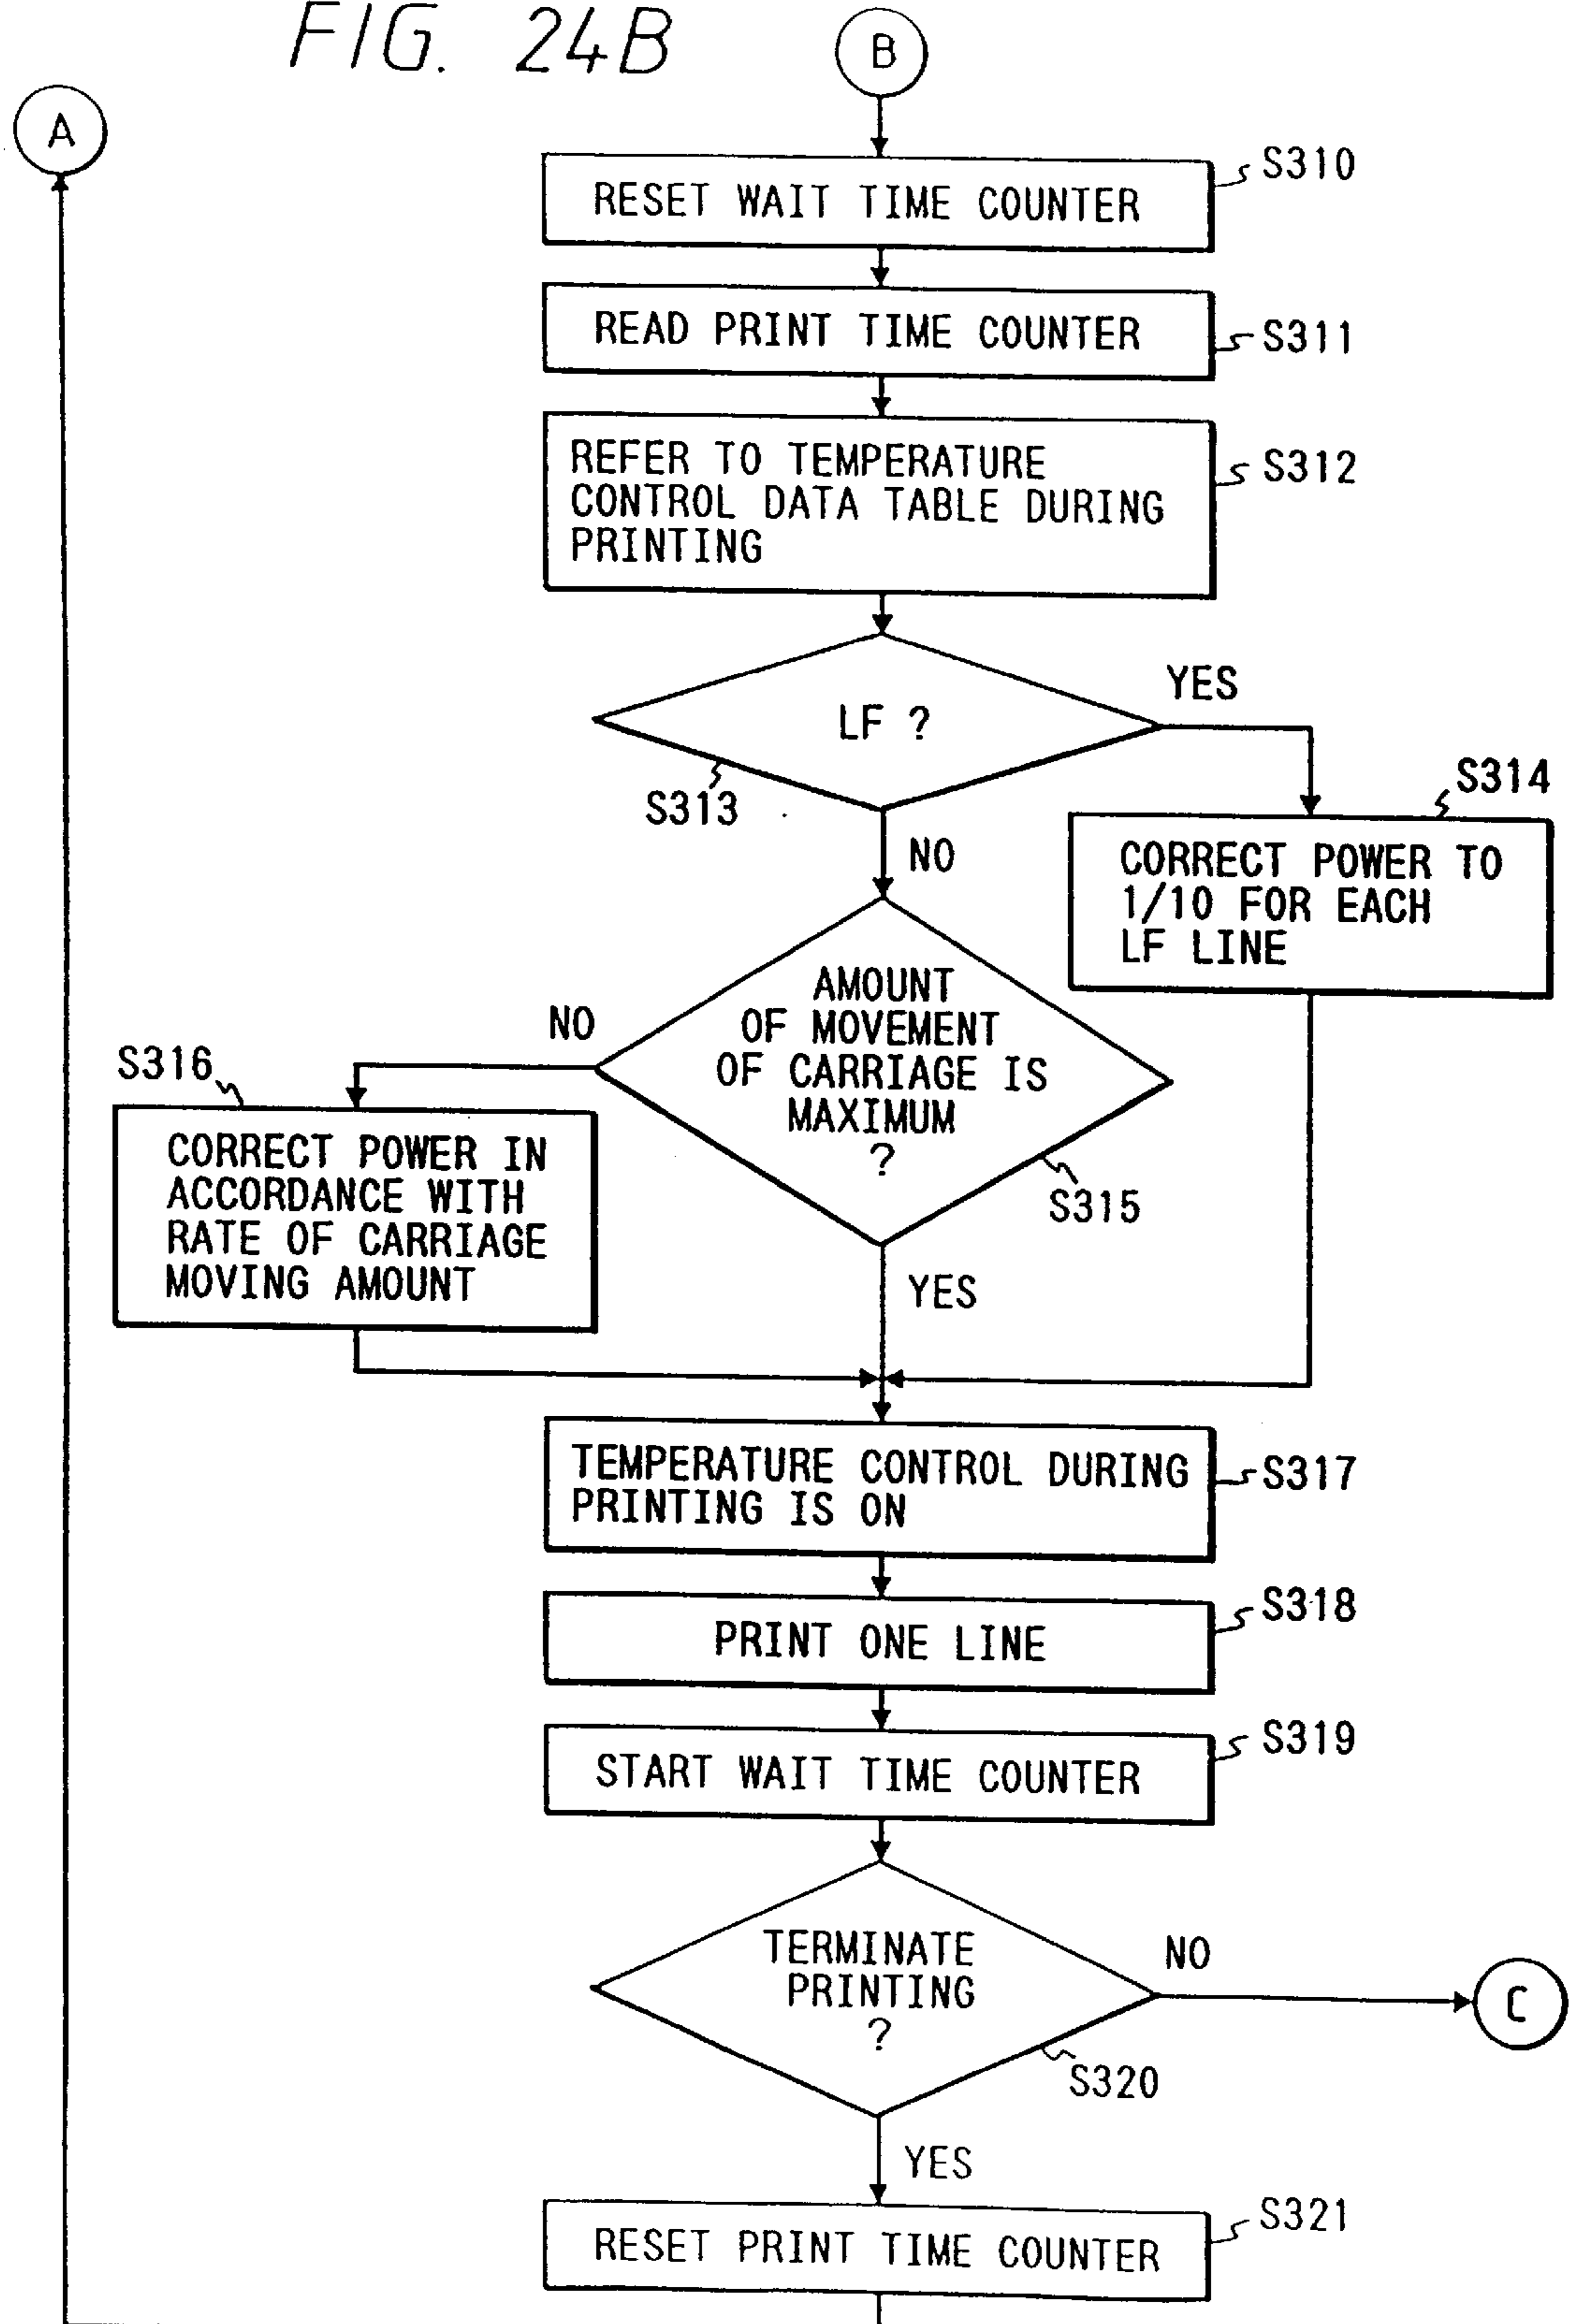 FIG. 24B
B
A
S310
RESET WAIT TIME COUNTER
READ PRINT TIME COUNTER
S311
REFER TO TEMPERATURE
CONTROL DATA TABLE DURING
PRINTING
S312
LF ?
YES
S313
NO
S314
CORRECT POWER TO
1/10 FOR EACH
LF LINE
AMOUNT
OF MOVEMENT
OF CARRIAGE IS
MAXIMUM
?
NO
S315
S316
CORRECT POWER IN
ACCORDANCE WITH
RATE OF CARRIAGE
MOVING AMOUNT
YES
TEMPERATURE CONTROL DURING
PRINTING IS ON
S317
S318
PRINT ONE LINE
S319
START WAIT TIME COUNTER
TERMINATE
PRINTING
?
NO
C
S320
YES
S321
RESET PRINT TIME COUNTER